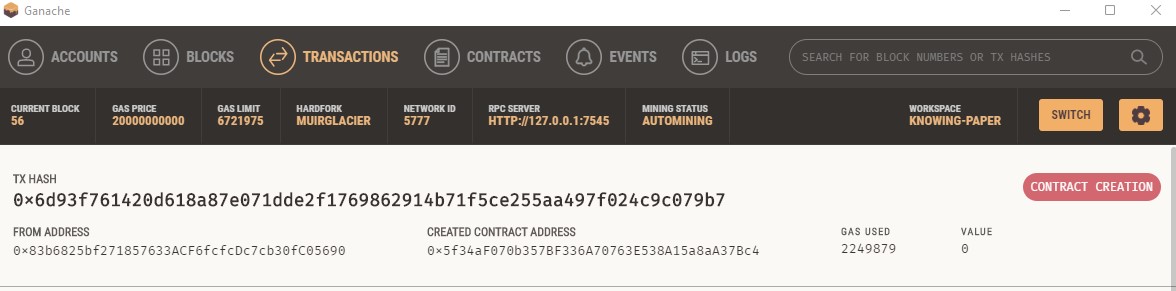 Ganache
ACCOUNTS BLOCKS TRANSACTIONS CONTRACTS EVENTS LOGS SEARCH FOR BLOCK NUMBERS OR TX HASHES
CURRENT BLOCK GAS PRICE GAS LIMIT HARDFORK NETWORK ID RPC SERVER MINING STATUS WORKSPACE
56 20000000000 6721975 MUIRGLACIER 5777 HTTP://127.0.0.1:7545 AUTOMINING KNOWING-PAPER SWITCH
TX HASH
0×6d93f761420d618a87e071dde2f1769862914b71f5ce255aa497f024c9c079b7 CONTRACT CREATION
FROM ADDRESS CREATED CONTRACT ADDRESS GAS USED VALUE
0×83b6825bf271857633ACF6fcfcDc7cb30fC05690 0×5f34aF070b357BF336A70763E538A15a8aA37Bc4 2249879 0